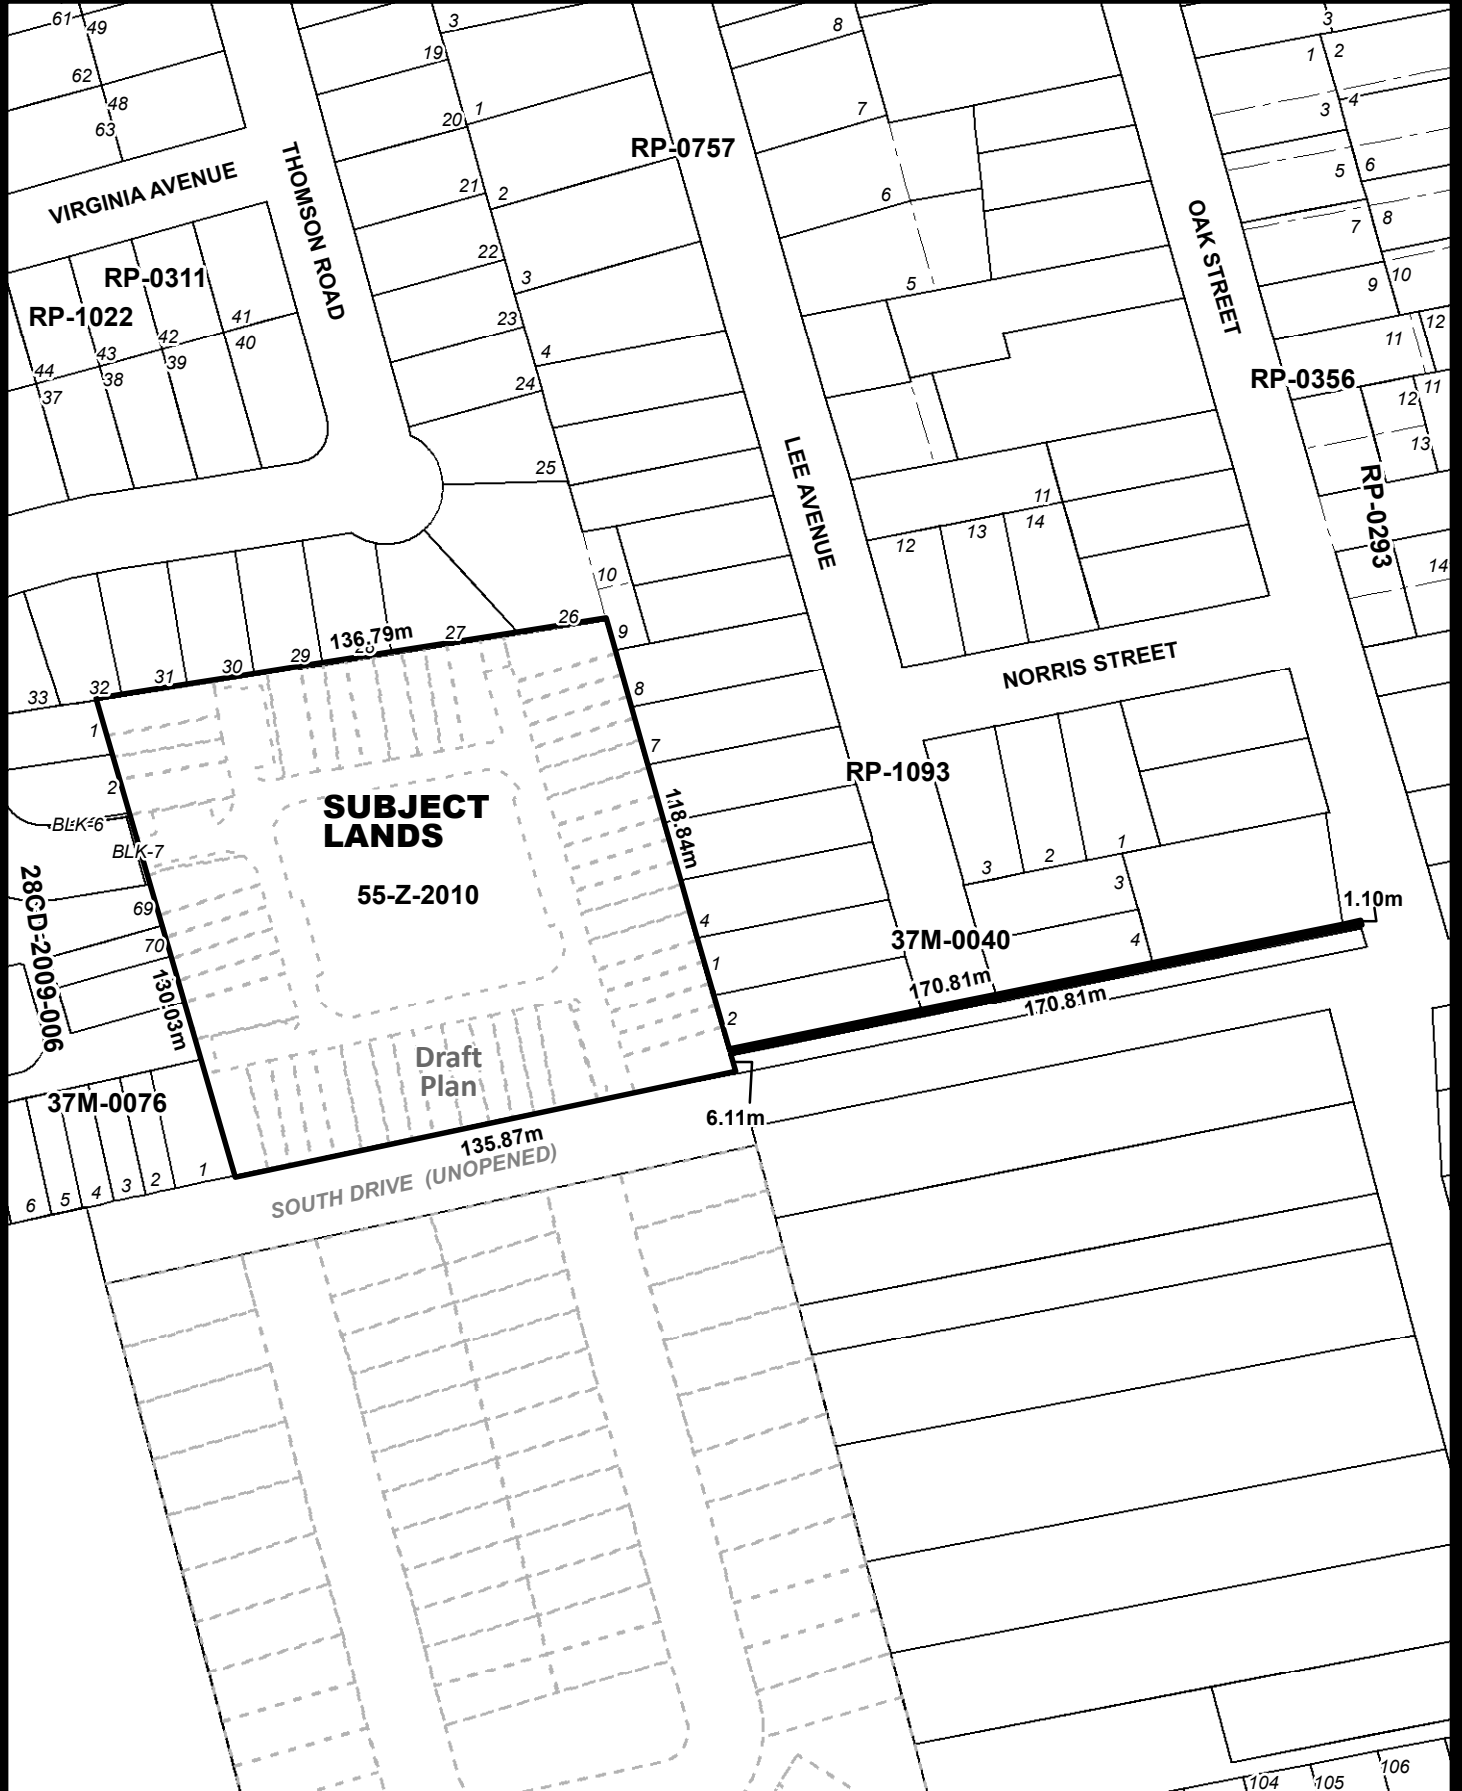 61
49
3
8
3
19
1
2
62
48
63
20
1
7
3
4
RP-0757
VIRGINIA AVENUE
THOMSON ROAD
21
2
6
5
6
OAK STREET
7
8
22
3
5
9
10
RP-0311
RP-1022
41
42
40
43
39
44
38
37
23
4
24
11
12
RP-0356
12
11
13
25
LEE AVENUE
11
12
13
14
RP-0293
14
10
26
9
136.79m
27
28
29
30
31
32
33
8
NORRIS STREET
1
7
2
RP-1093
BLK-6
BLK-7
SUBJECT
LANDS
118.84m
55-Z-2010
3
2
1
3
28CD-2009-006
69
70
4
1
2
37M-0040
4
1.10m
130.03m
170.81m
170.81m
Draft
Plan
37M-0076
6.11m
135.87m
6
5
4
3
2
1
SOUTH DRIVE (UNOPENED)
104
105
106